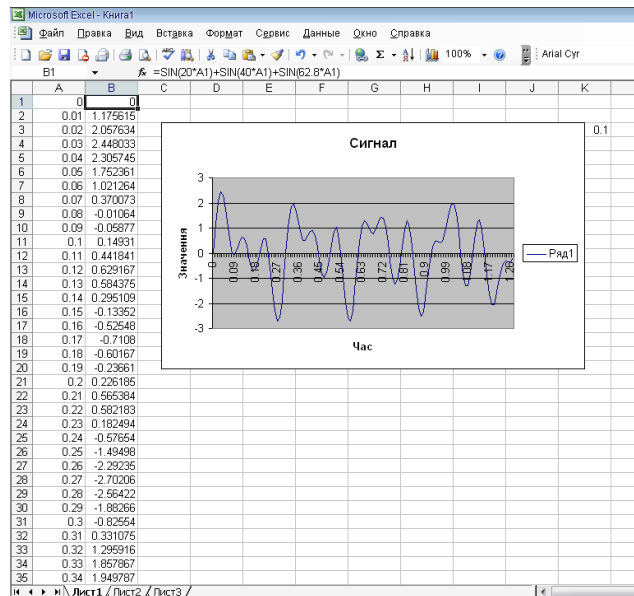 Microsoft Excel - Книга1
Файл Правка Вид Вставка Формат Сервис Данные Окно Справка
100% Arial Cyr
B1 fx =SIN(20*A1)+SIN(40*A1)+SIN(62.8*A1)
A B C D E F G H I J K
1 0 0
2 0.01 1.175615
3 0.02 2.057634 0.1
4 0.03 2.448033
5 0.04 2.305745
6 0.05 1.752361
7 0.06 1.021264
8 0.07 0.370073
9 0.08 -0.01064
10 0.09 -0.05877
11 0.1 0.14931
12 0.11 0.441841
13 0.12 0.629167
14 0.13 0.584375
15 0.14 0.295109
16 0.15 -0.13352
17 0.16 -0.52548
18 0.17 -0.7108
19 0.18 -0.60167
20 0.19 -0.23661
21 0.2 0.226185
22 0.21 0.565384
23 0.22 0.582183
24 0.23 0.182494
25 0.24 -0.57654
26 0.25 -1.49498
27 0.26 -2.29235
28 0.27 -2.70206
29 0.28 -2.56422
30 0.29 -1.88266
31 0.3 -0.82554
32 0.31 0.331075
33 0.32 1.295916
34 0.33 1.857867
35 0.34 1.949787
Сигнал
Значення
3
2
1
0
-1
-2
-3
0 0.09 0.18 0.27 0.36 0.45 0.54 0.63 0.72 0.81 0.9 0.99 1.08 1.17 1.26
Час
Ряд1
Лист1 Лист2 Лист3